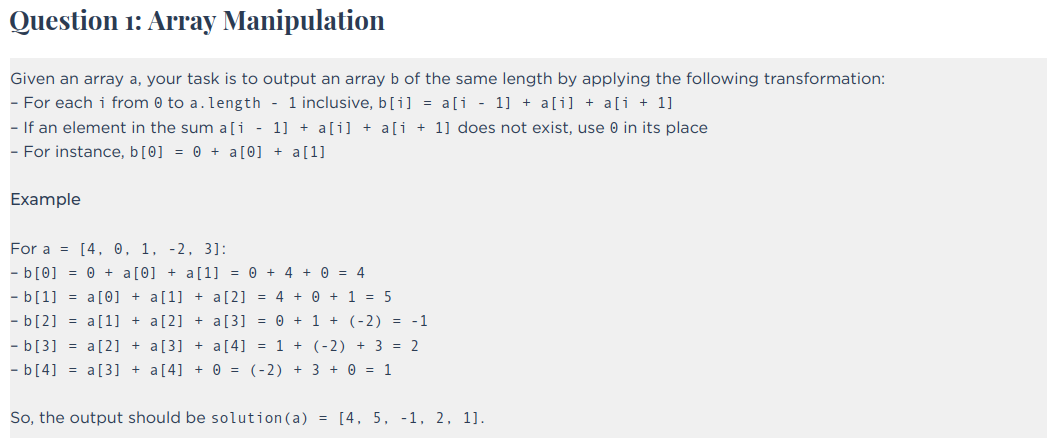 Question 1: Array Manipulation
Given an array a, your task is to output an array b of the same length by applying the following transformation:
– For each i from 0 to a.length - 1 inclusive, b[i] = a[i - 1] + a[i] + a[i + 1]
– If an element in the sum a[i - 1] + a[i] + a[i + 1] does not exist, use 0 in its place
– For instance, b[0] = 0 + a[0] + a[1]
Example
For a = [4, 0, 1, -2, 3]:
– b[0] = 0 + a[0] + a[1] = 0 + 4 + 0 = 4
– b[1] = a[0] + a[1] + a[2] = 4 + 0 + 1 = 5
– b[2] = a[1] + a[2] + a[3] = 0 + 1 + (-2) = -1
– b[3] = a[2] + a[3] + a[4] = 1 + (-2) + 3 = 2
– b[4] = a[3] + a[4] + 0 = (-2) + 3 + 0 = 1
So, the output should be solution(a) = [4, 5, -1, 2, 1].